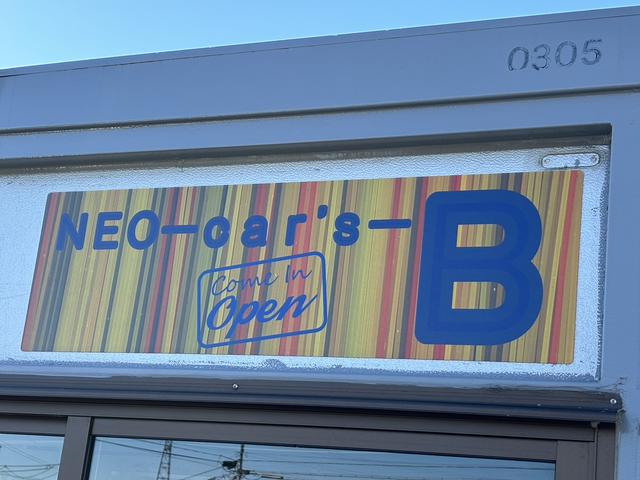 0305
NEO-car's-B
Come In
Open